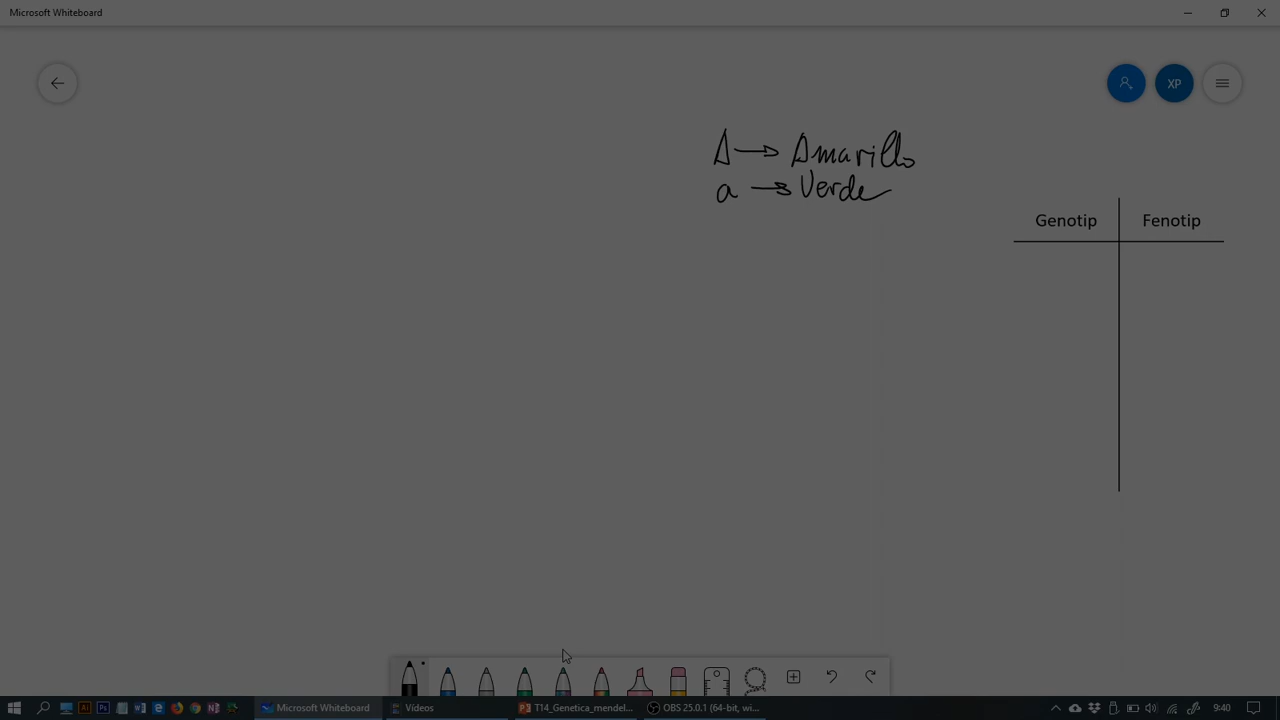 Microsoft Whiteboard
XP
A → Amarillo
a → Verde
Genotip Fenotip
Microsoft Whiteboard
Vídeos
T14_Genetica_mendel...
OBS 25.0.1 (64-bit, wi...
9:40